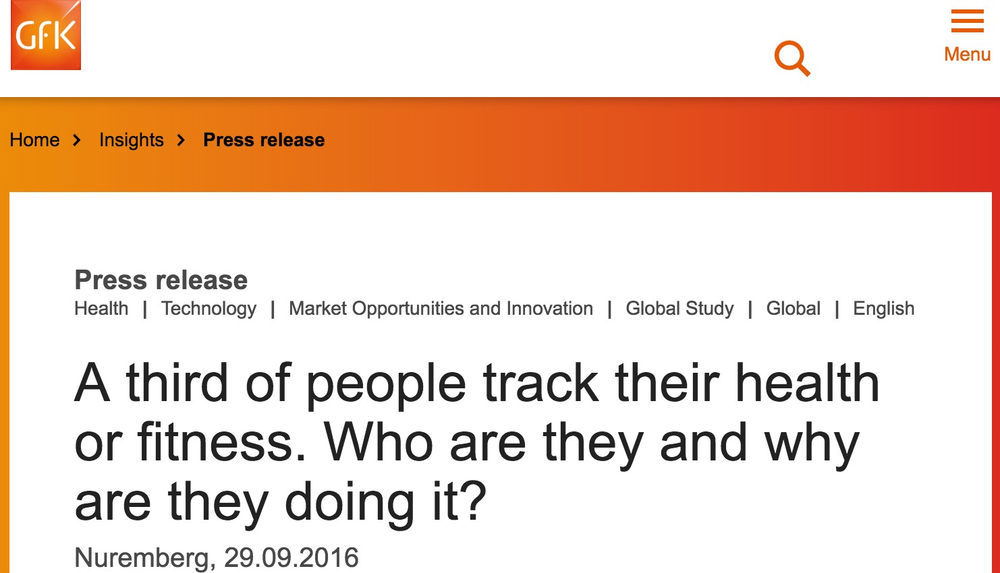 GfK
Menu
Home > Insights > Press release
Press release
Health | Technology | Market Opportunities and Innovation | Global Study | Global | English
A third of people track their health
or fitness. Who are they and why
are they doing it?
Nuremberg, 29.09.2016